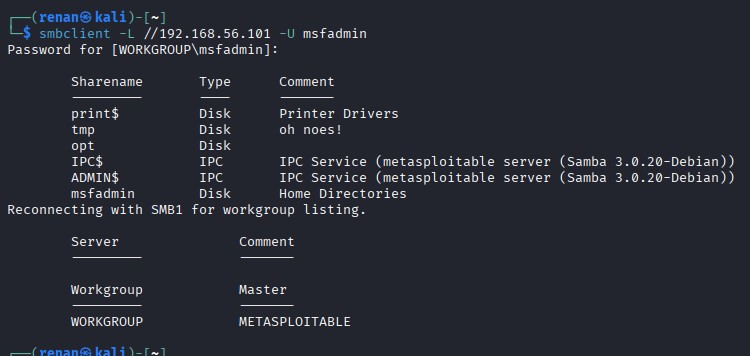 ┌──(renan㉿kali)-[~]
└─$ smbclient -L //192.168.56.101 -U msfadmin
Password for [WORKGROUP\msfadmin]:
Sharename Type Comment
print$ Disk Printer Drivers
tmp Disk oh noes!
opt Disk
IPC$ IPC IPC Service (metasploitable server (Samba 3.0.20-Debian))
ADMIN$ IPC IPC Service (metasploitable server (Samba 3.0.20-Debian))
msfadmin Disk Home Directories
Reconnecting with SMB1 for workgroup listing.
Server Comment
Workgroup Master
WORKGROUP METASPLOITABLE
┌──(renan㉿kali)-[~]